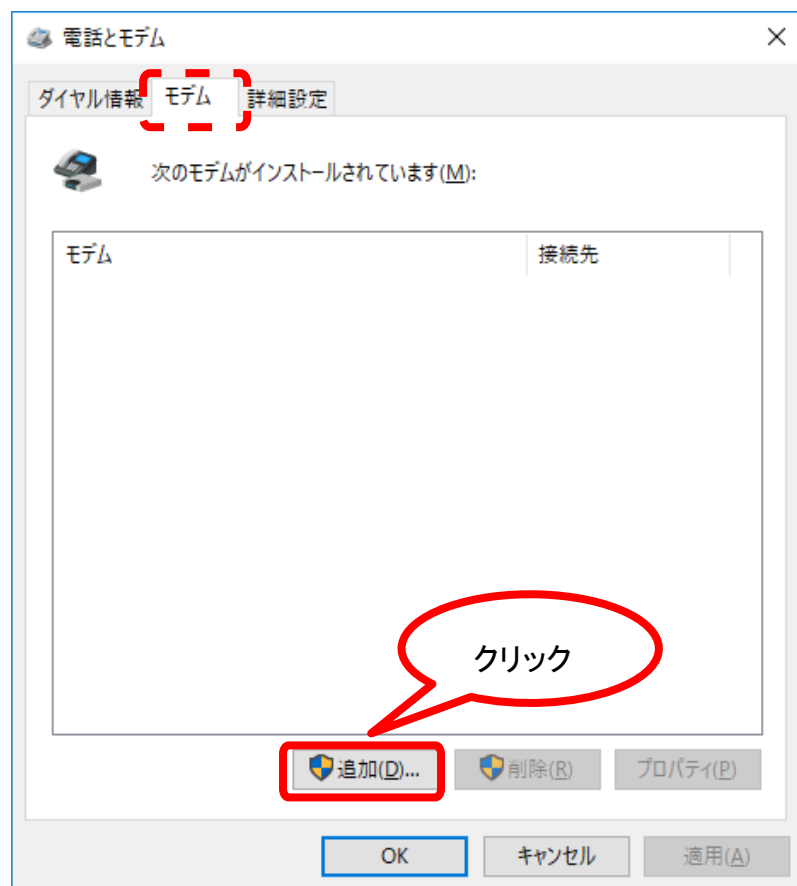 電話とモデム
ダイヤル情報 モデム 詳細設定
次のモデムがインストールされています(M):
モデム 接続先
クリック
追加(D)... 削除(R) プロパティ(P)
OK キャンセル 適用(A)